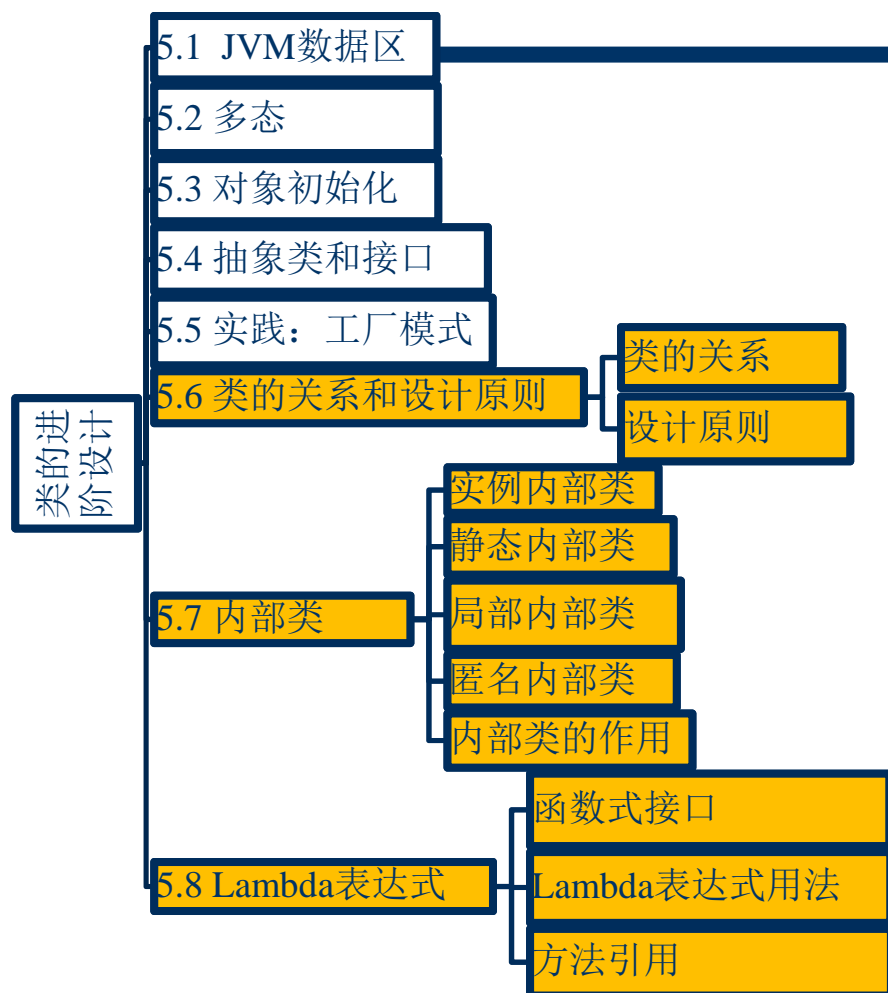 类的进
阶设计
5.1 JVM数据区
5.2 多态
5.3 对象初始化
5.4 抽象类和接口
5.5 实践：工厂模式
5.6 类的关系和设计原则
类的关系
设计原则
5.7 内部类
实例内部类
静态内部类
局部内部类
匿名内部类
内部类的作用
5.8 Lambda表达式
函数式接口
Lambda表达式用法
方法引用